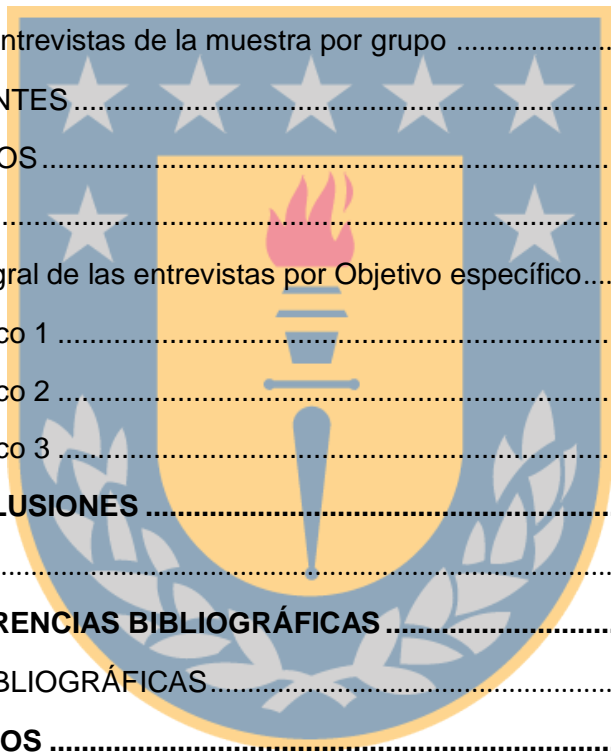 ntrevistas de la muestra por grupo ......................
NTES ...............................................................................
OS .....................................................................................
............................................................................................
gral de las entrevistas por Objetivo específico....
co 1 ..................................................................................
co 2 ..................................................................................
co 3 ..................................................................................
LUSIONES ..................................................................
............................................................................................
RENCIAS BIBLIOGRÁFICAS ...........................
BLIOGRÁFICAS ........................................................
OS ................................................................................